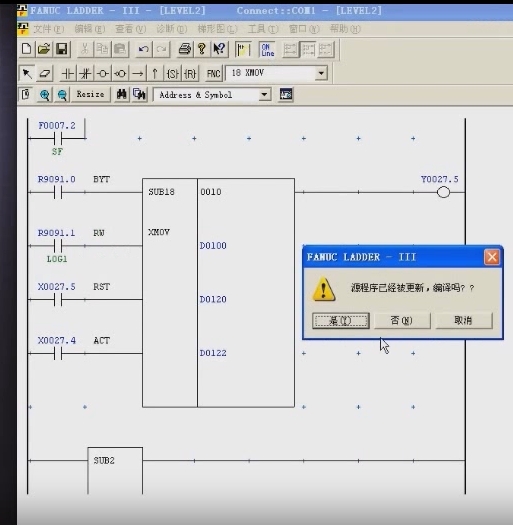 FANUC LADDER - III - [LEVEL2] Connect::COM1 - [LEVEL2]
文件(F) 编辑(E) 查看(V) 诊断(D) 梯形图(L) 工具(T) 窗口(W) 帮助(H)
ON Line
{S} {R} FNC 18 XMOV
Resize Address & Symbol
F0007.2
SF
R9091.0 BYT
SUB18 0010
Y0027.5
R9091.1 RW
XMOV
D0100
LOG1
X0027.5 RST
D0120
X0027.4 ACT
D0122
SUB2
FANUC LADDER - III
源程序已经被更新，编译吗？?
是(Y) 否(N) 取消